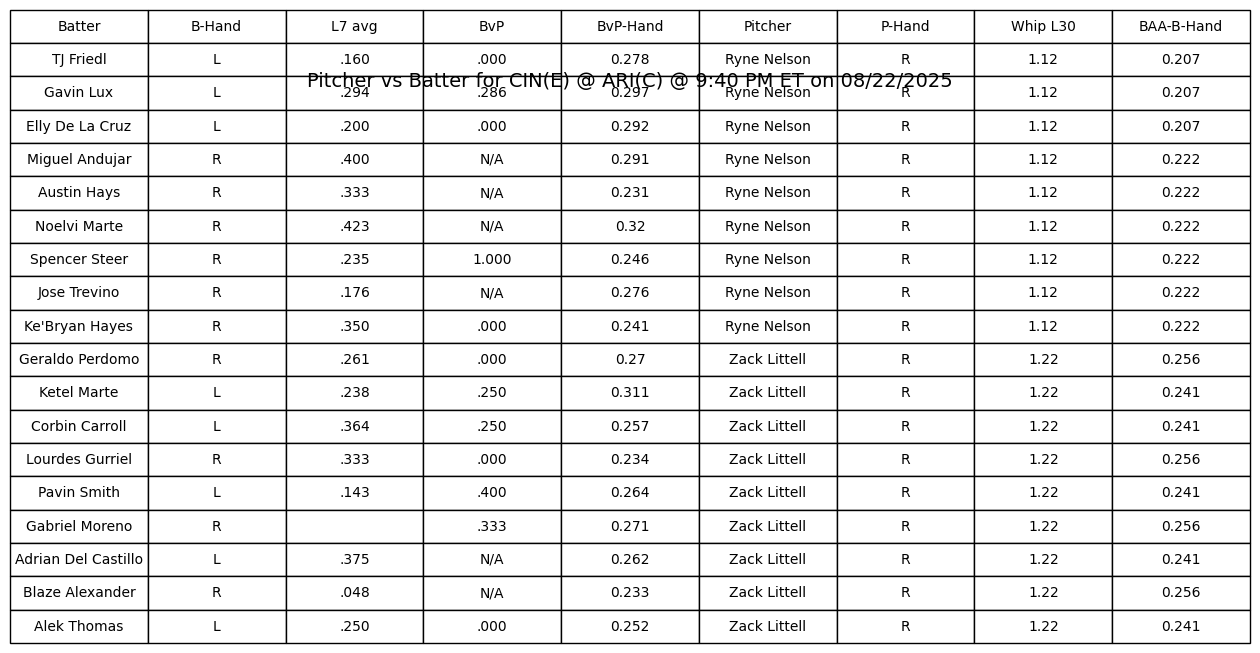 Batter B-Hand L7 avg BvP BvP-Hand Pitcher P-Hand Whip L30 BAA-B-Hand
TJ Friedl L .160 .000 0.278 Ryne Nelson R 1.12 0.207
Pitcher vs Batter for CIN(E) @ ARI(C) @ 9:40 PM ET on 08/22/2025
Gavin Lux L .294 .286 0.297 Ryne Nelson R 1.12 0.207
Elly De La Cruz L .200 .000 0.292 Ryne Nelson R 1.12 0.207
Miguel Andujar R .400 N/A 0.291 Ryne Nelson R 1.12 0.222
Austin Hays R .333 N/A 0.231 Ryne Nelson R 1.12 0.222
Noelvi Marte R .423 N/A 0.32 Ryne Nelson R 1.12 0.222
Spencer Steer R .235 1.000 0.246 Ryne Nelson R 1.12 0.222
Jose Trevino R .176 N/A 0.276 Ryne Nelson R 1.12 0.222
Ke'Bryan Hayes R .350 .000 0.241 Ryne Nelson R 1.12 0.222
Geraldo Perdomo R .261 .000 0.27 Zack Littell R 1.22 0.256
Ketel Marte L .238 .250 0.311 Zack Littell R 1.22 0.241
Corbin Carroll L .364 .250 0.257 Zack Littell R 1.22 0.241
Lourdes Gurriel R .333 .000 0.234 Zack Littell R 1.22 0.256
Pavin Smith L .143 .400 0.264 Zack Littell R 1.22 0.241
Gabriel Moreno R .333 0.271 Zack Littell R 1.22 0.256
Adrian Del Castillo L .375 N/A 0.262 Zack Littell R 1.22 0.241
Blaze Alexander R .048 N/A 0.233 Zack Littell R 1.22 0.256
Alek Thomas L .250 .000 0.252 Zack Littell R 1.22 0.241